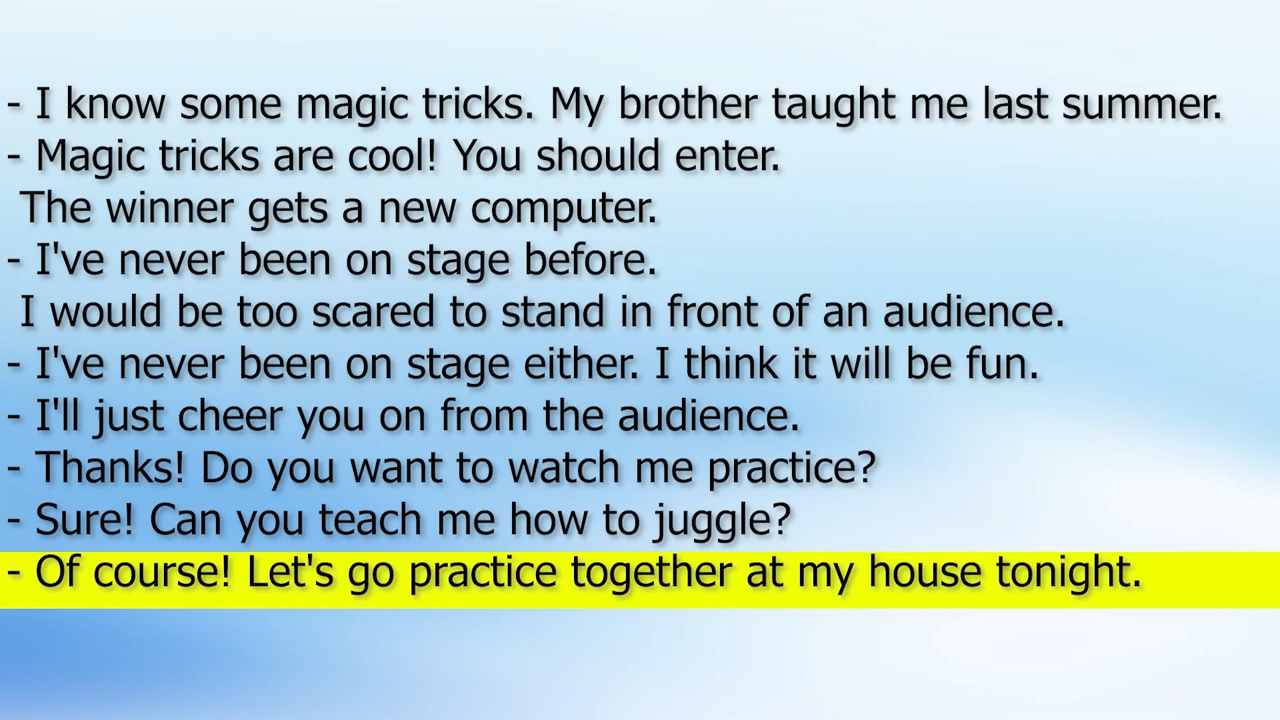 - I know some magic tricks. My brother taught me last summer.
- Magic tricks are cool! You should enter.
The winner gets a new computer.
- I've never been on stage before.
I would be too scared to stand in front of an audience.
- I've never been on stage either. I think it will be fun.
- I'll just cheer you on from the audience.
- Thanks! Do you want to watch me practice?
- Sure! Can you teach me how to juggle?
- Of course! Let's go practice together at my house tonight.